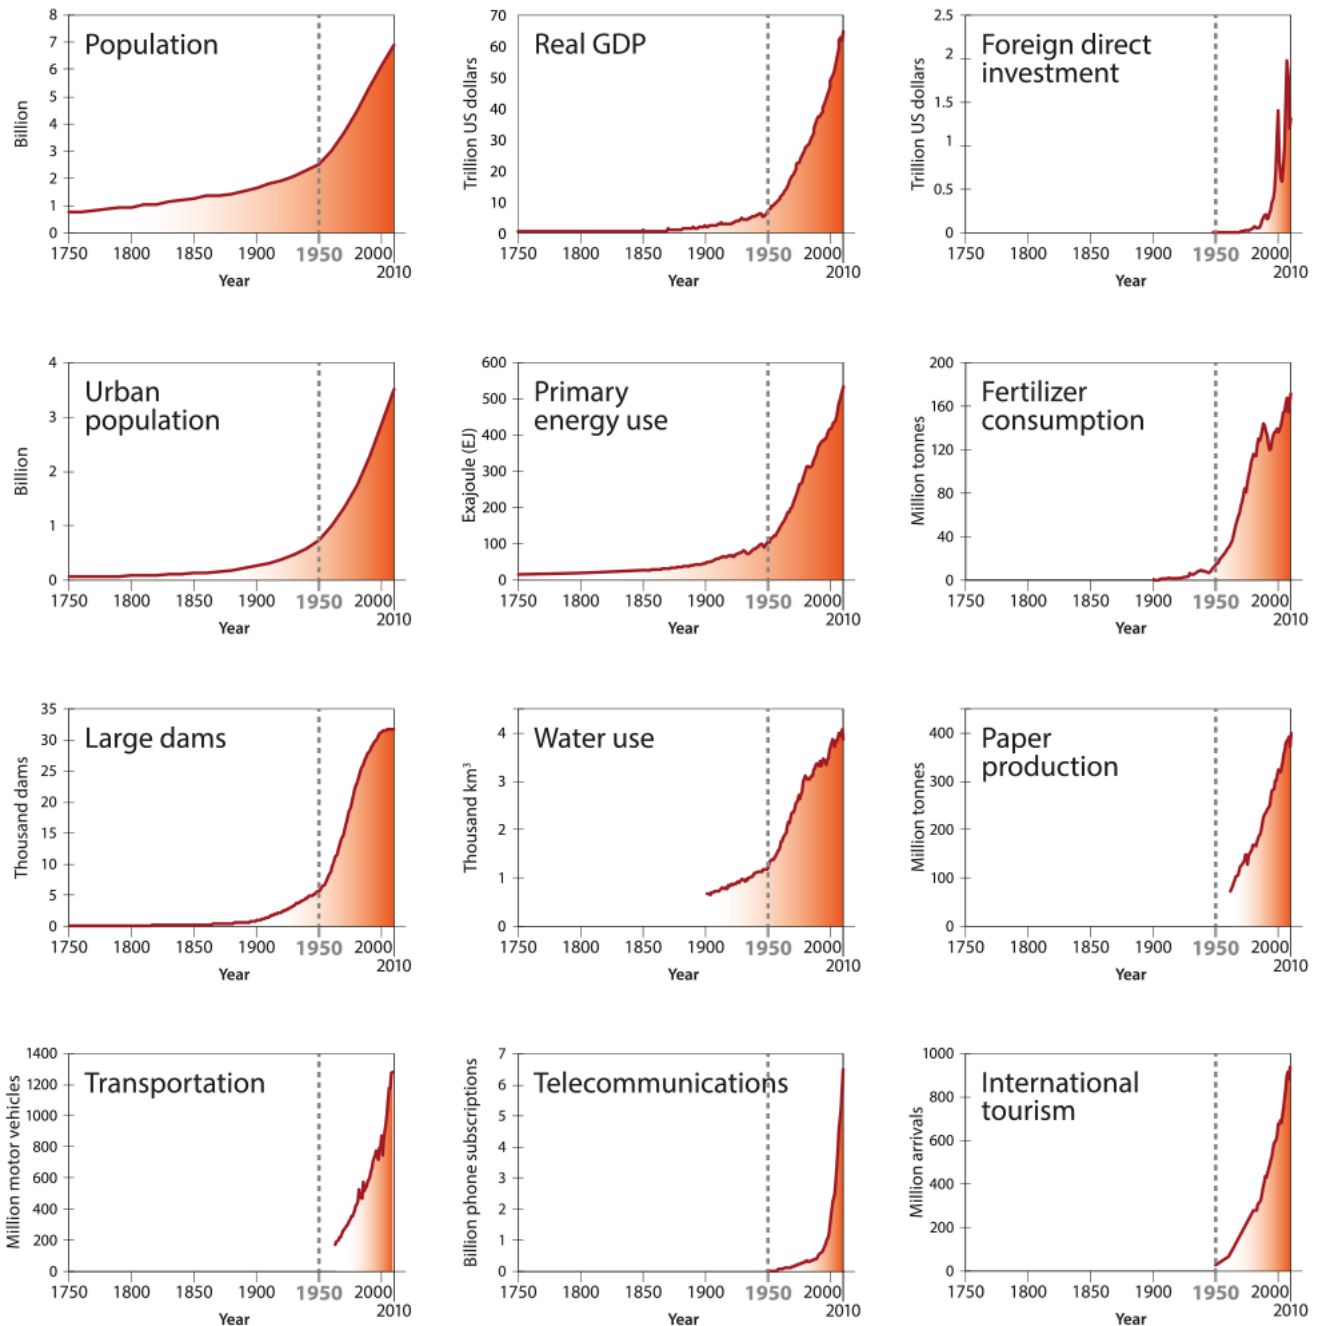 Population
Billion
8
7
6
5
4
3
2
1
0
1750 1800 1850 1900 1950 2000
2010
Year
Real GDP
Trillion US dollars
70
60
50
40
30
20
10
0
1750 1800 1850 1900 1950 2000
2010
Year
Foreign direct
investment
Trillion US dollars
2.5
2
1.5
1
0.5
0
1750 1800 1850 1900 1950 2000
2010
Year
Urban
population
Billion
4
3
2
1
0
1750 1800 1850 1900 1950 2000
2010
Year
Primary
energy use
Exajoule (EJ)
600
500
400
300
200
100
0
1750 1800 1850 1900 1950 2000
2010
Year
Fertilizer
consumption
Million tonnes
200
160
120
80
40
0
1750 1800 1850 1900 1950 2000
2010
Year
Large dams
Thousand dams
35
30
25
20
15
10
5
0
1750 1800 1850 1900 1950 2000
2010
Year
Water use
Thousand km³
4
3
2
1
0
1750 1800 1850 1900 1950 2000
2010
Year
Paper
production
Million tonnes
400
300
200
100
0
1750 1800 1850 1900 1950 2000
2010
Year
Transportation
Million motor vehicles
1400
1200
1000
800
600
400
200
0
1750 1800 1850 1900 1950 2000
2010
Year
Telecommunications
Billion phone subscriptions
7
6
5
4
3
2
1
0
1750 1800 1850 1900 1950 2000
2010
Year
International
tourism
Million arrivals
1000
800
600
400
200
0
1750 1800 1850 1900 1950 2000
2010
Year